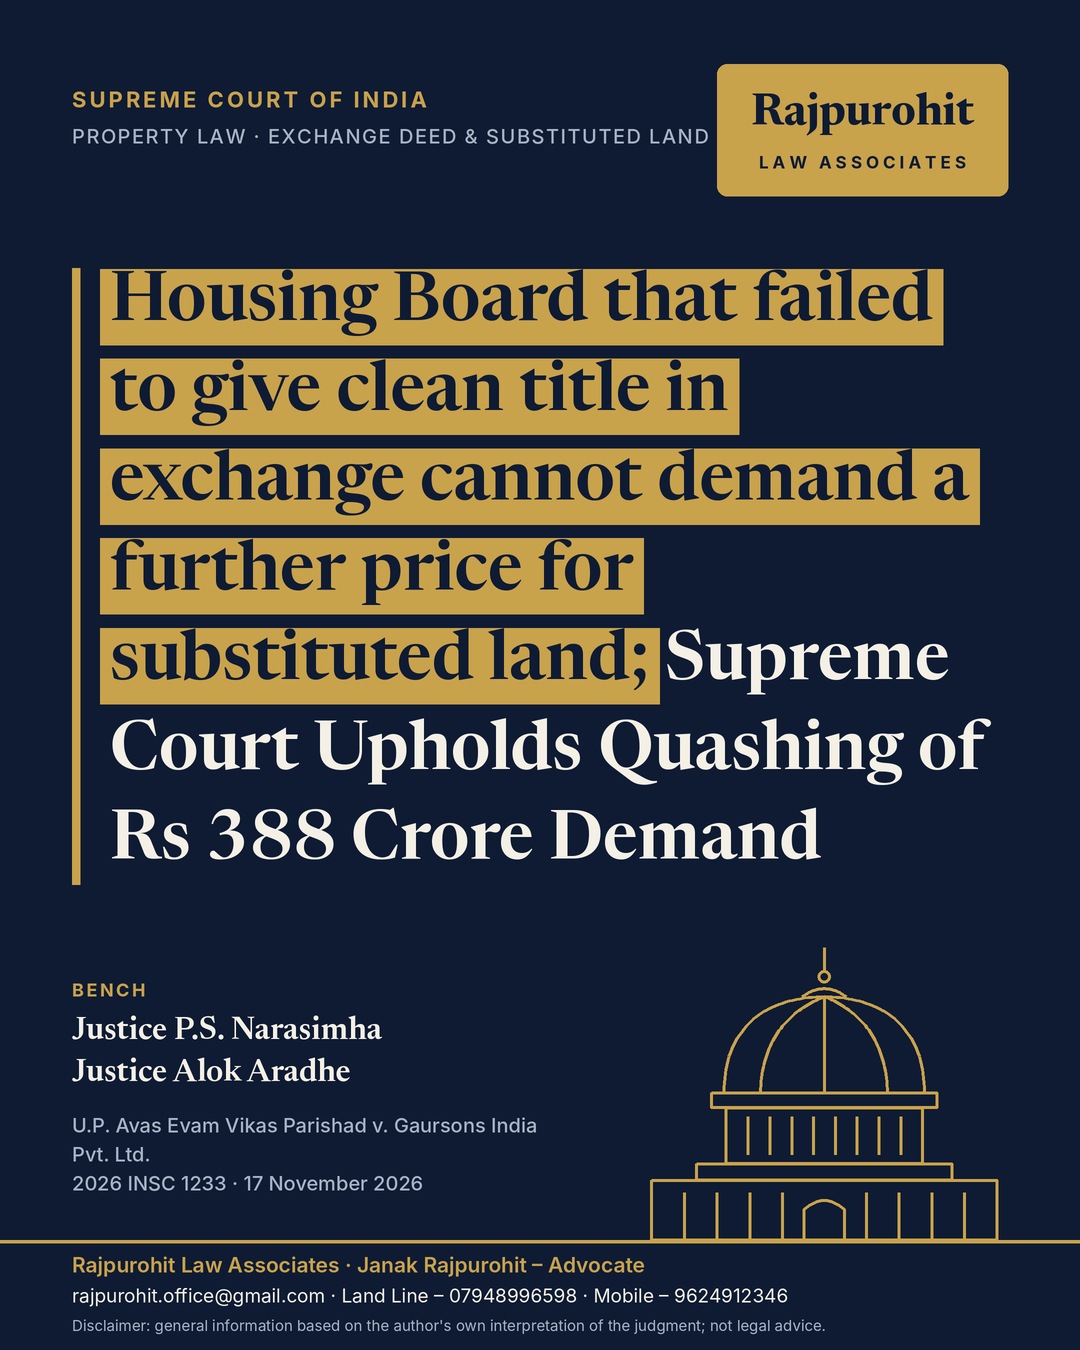 SUPREME COURT OF INDIA
PROPERTY LAW · EXCHANGE DEED & SUBSTITUTED LAND
Rajpurohit
LAW ASSOCIATES
Housing Board that failed
to give clean title in
exchange cannot demand a
further price for
substituted land; Supreme
Court Upholds Quashing of
Rs 388 Crore Demand
BENCH
Justice P.S. Narasimha
Justice Alok Aradhe
U.P. Avas Evam Vikas Parishad v. Gaursons India
Pvt. Ltd.
2026 INSC 1233 · 17 November 2026
Rajpurohit Law Associates · Janak Rajpurohit – Advocate
rajpurohit.office@gmail.com · Land Line – 07948996598 · Mobile – 9624912346
Disclaimer: general information based on the author's own interpretation of the judgment; not legal advice.